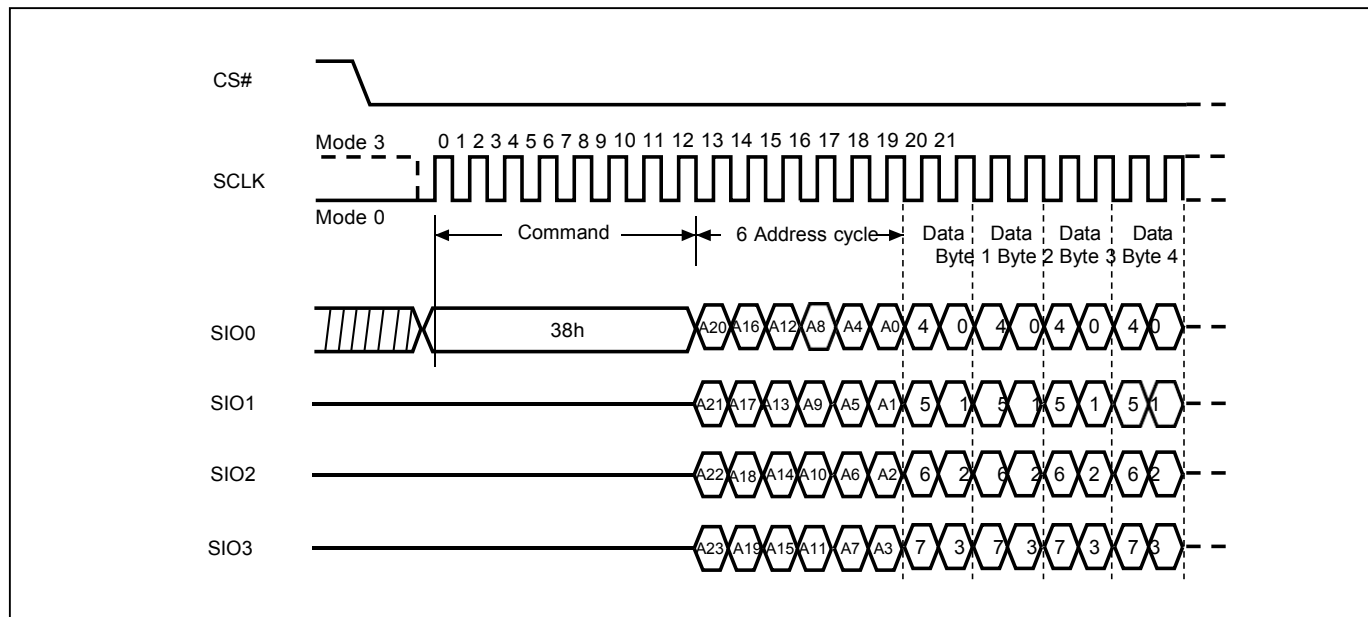 CS#
Mode 3
0 1 2 3 4 5 6 7 8 9 10 11 12 13 14 15 16 17 18 19 20 21
SCLK
Mode 0
Command
6 Address cycle
Data Data Data Data
Byte 1 Byte 2 Byte 3 Byte 4
SIO0 38h A20 A16 A12 A8 A4 A0 4 0 4 0 4 0 4 0
SIO1 A21 A17 A13 A9 A5 A1 5 1 5 1 5 1 5 1
SIO2 A22 A18 A14 A10 A6 A2 6 2 6 2 6 2 6 2
SIO3 A23 A19 A15 A11 A7 A3 7 3 7 3 7 3 7 3